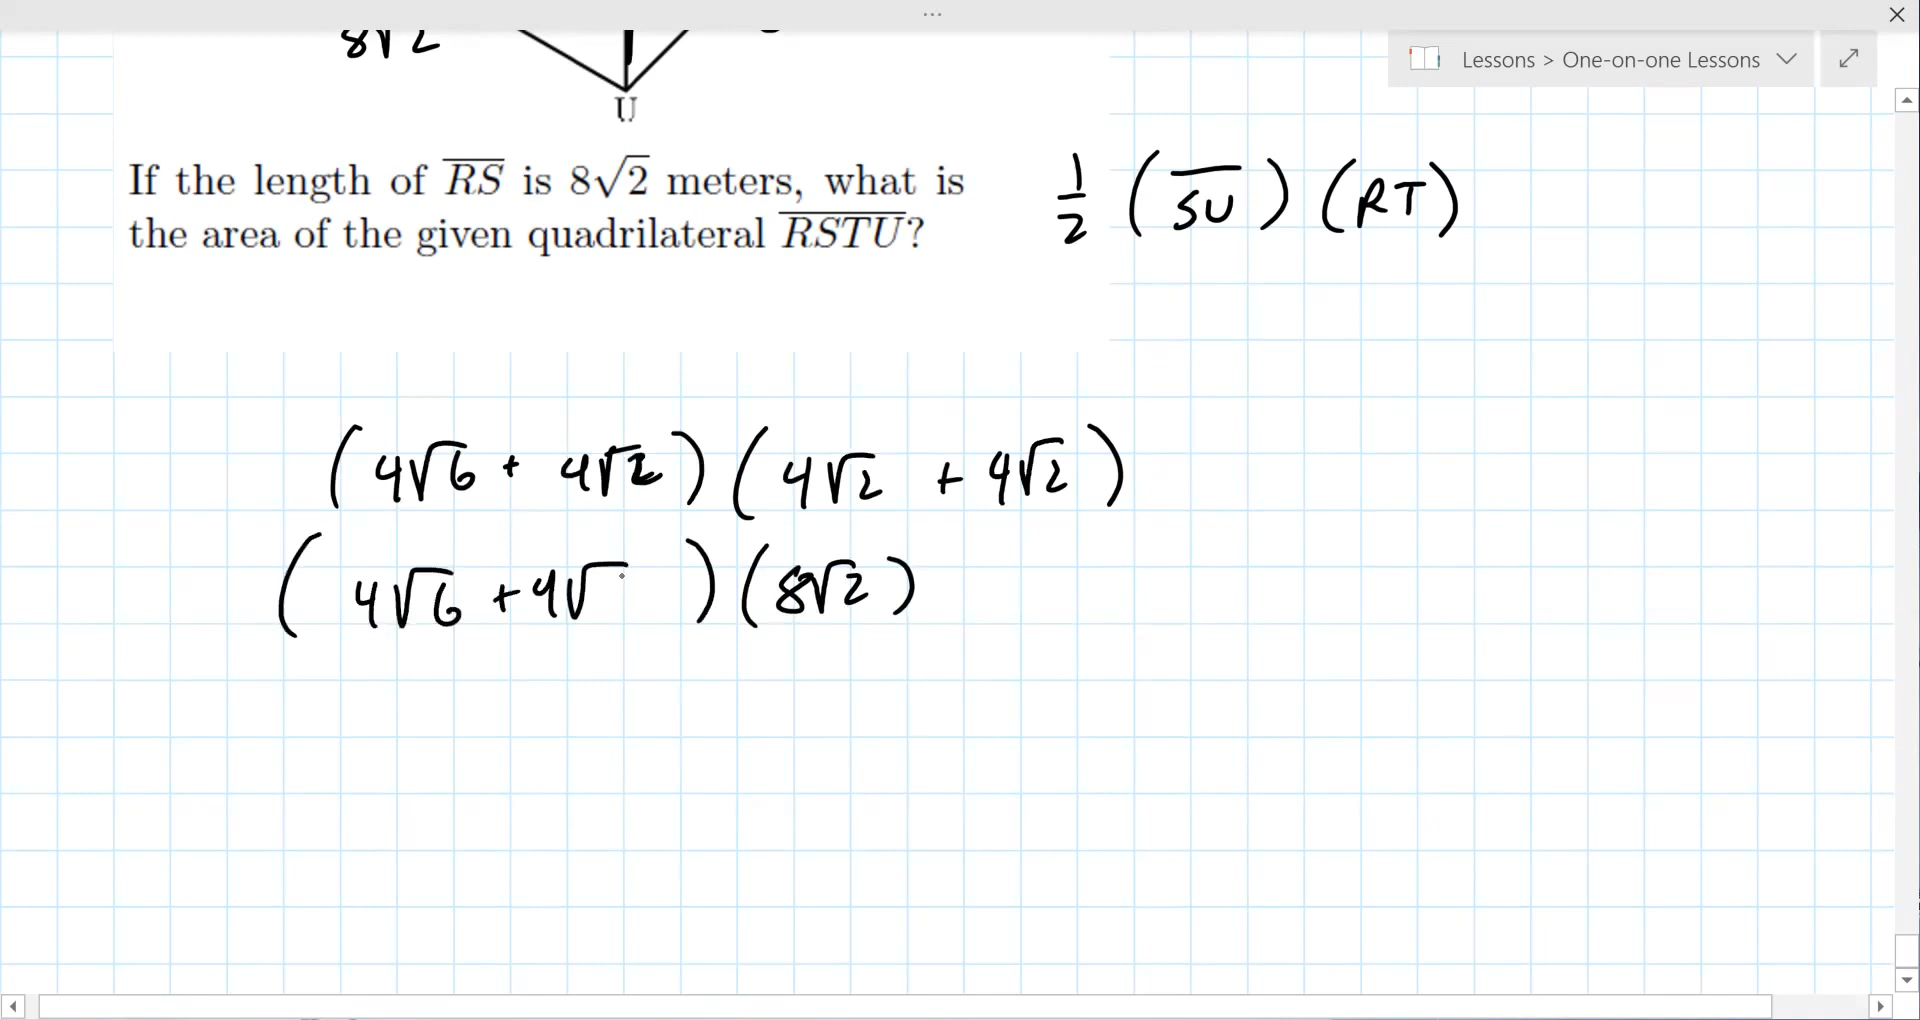 ...
Lessons > One-on-one Lessons
8√2
U
If the length of RS is 8√2 meters, what is
the area of the given quadrilateral RSTU?
1/2 (SU) (RT)
(4√6 + 4√2) (4√2 + 4√2)
(4√6 + 4√ ) (8√2)